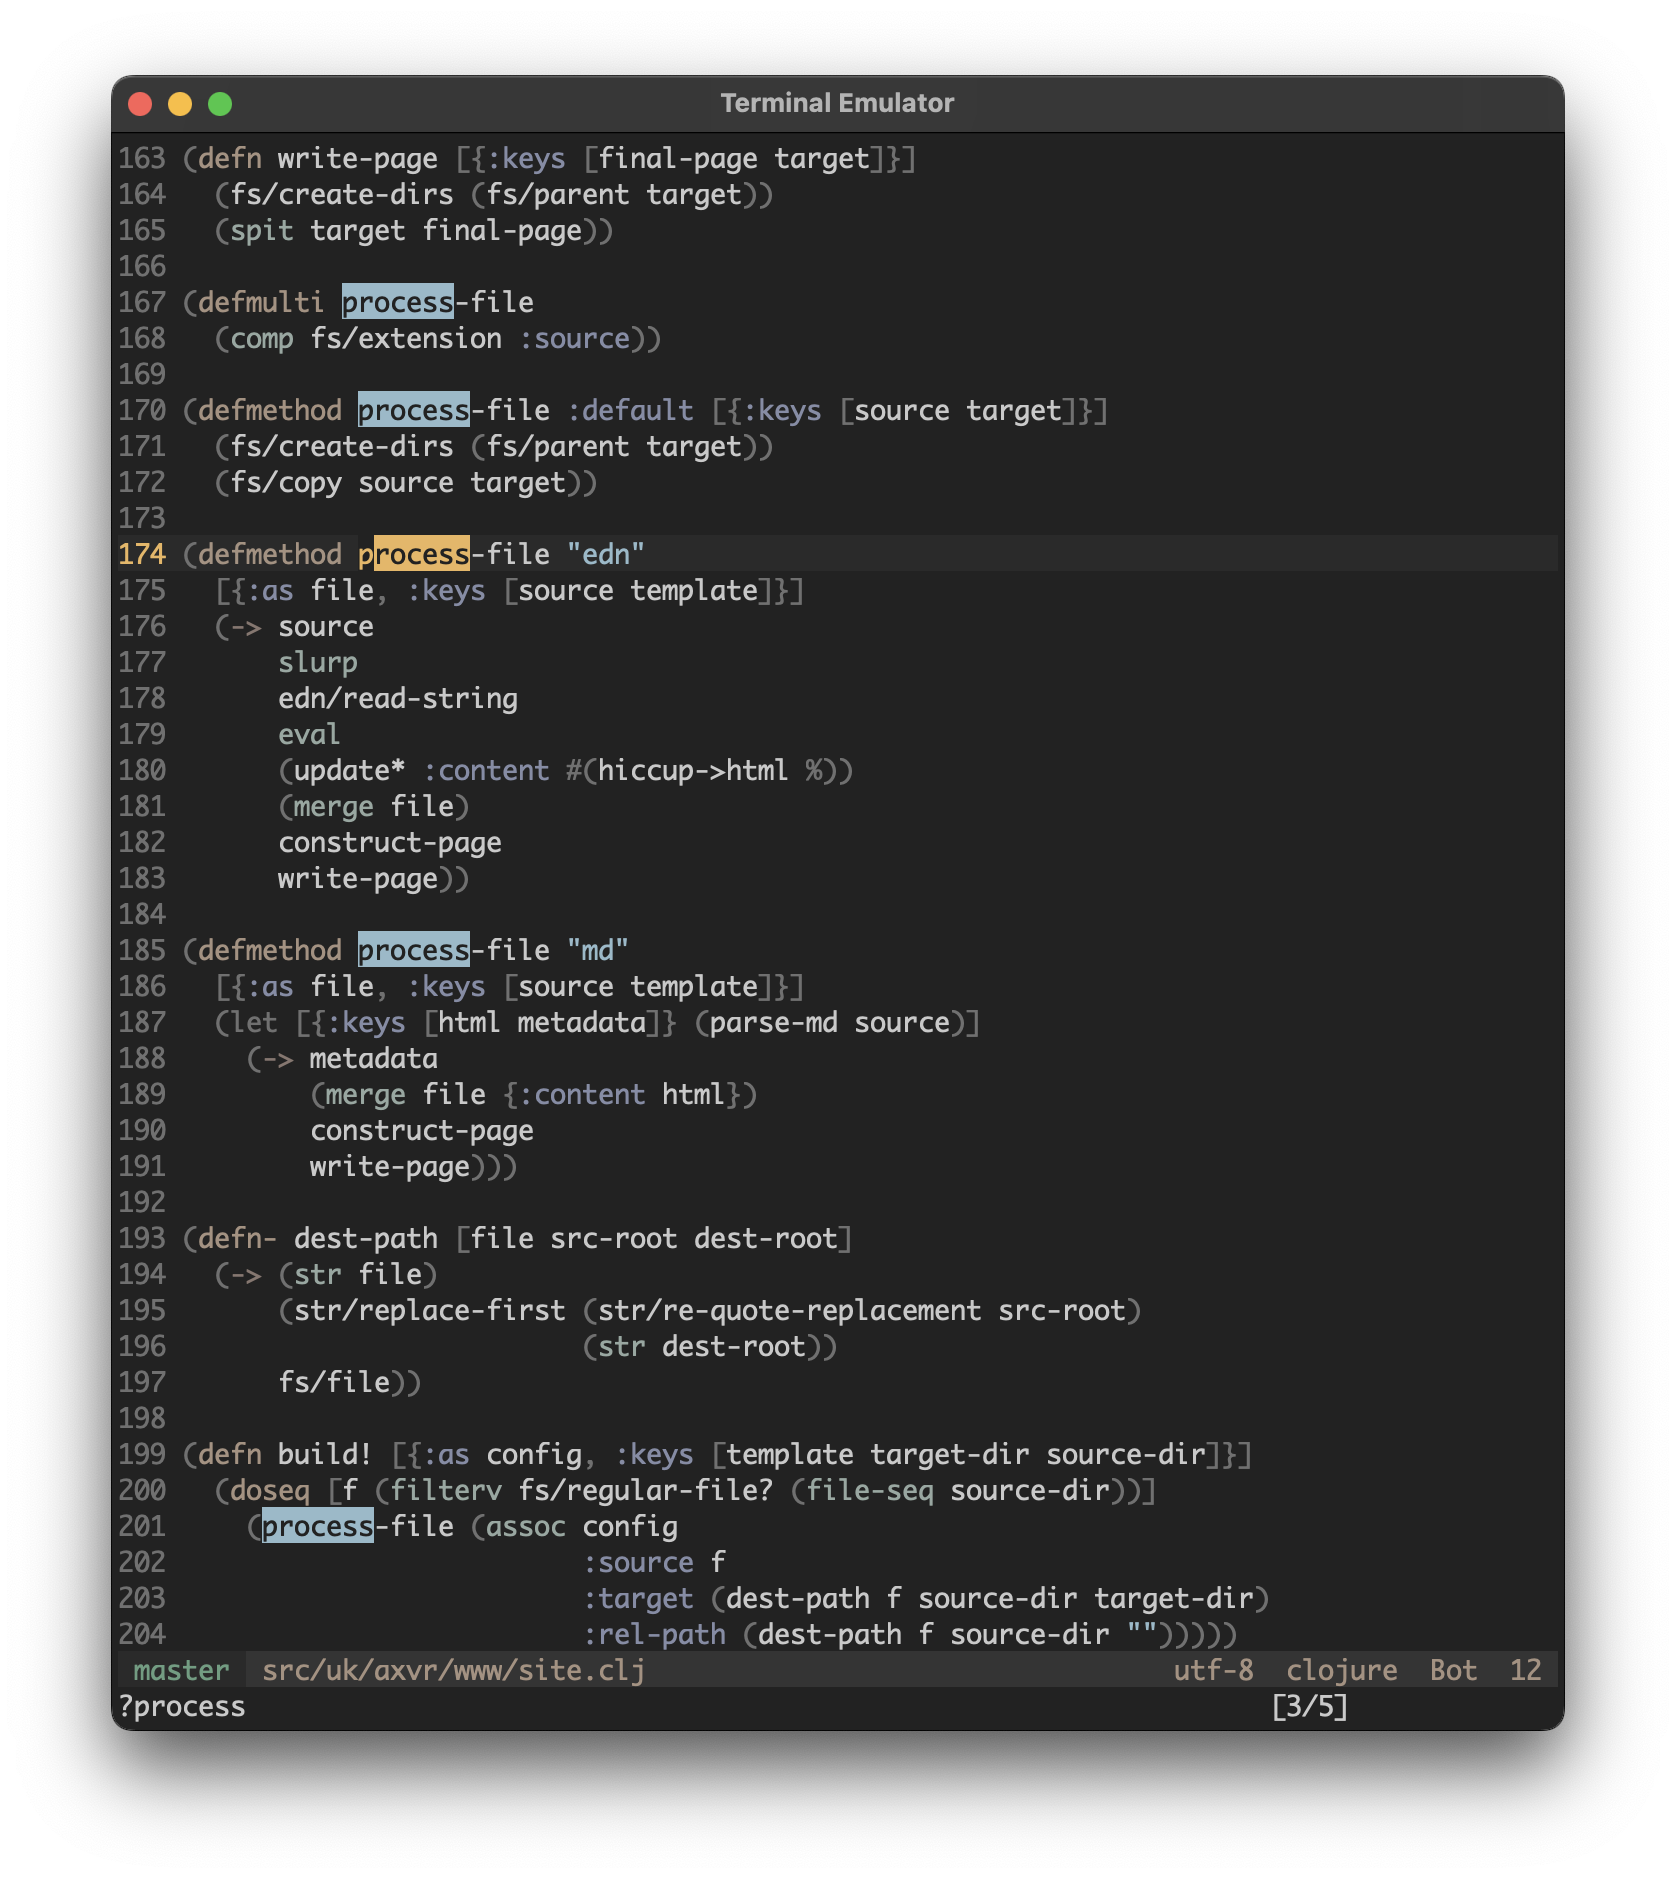 Terminal Emulator
163 (defn write-page [{:keys [final-page target]}]
164   (fs/create-dirs (fs/parent target))
165   (spit target final-page))
166
167 (defmulti process-file
168   (comp fs/extension :source))
169
170 (defmethod process-file :default [{:keys [source target]}]
171   (fs/create-dirs (fs/parent target))
172   (fs/copy source target))
173
174 (defmethod process-file "edn"
175   [{:as file, :keys [source template]}]
176   (-> source
177       slurp
178       edn/read-string
179       eval
180       (update* :content #(hiccup->html %))
181       (merge file)
182       construct-page
183       write-page))
184
185 (defmethod process-file "md"
186   [{:as file, :keys [source template]}]
187   (let [{:keys [html metadata]} (parse-md source)]
188     (-> metadata
189         (merge file {:content html})
190         construct-page
191         write-page)))
192
193 (defn- dest-path [file src-root dest-root]
194   (-> (str file)
195       (str/replace-first (str/re-quote-replacement src-root)
196                          (str dest-root))
197       fs/file))
198
199 (defn build! [{:as config, :keys [template target-dir source-dir]}]
200   (doseq [f (filterv fs/regular-file? (file-seq source-dir))]
201     (process-file (assoc config
202                          :source f
203                          :target (dest-path f source-dir target-dir)
204                          :rel-path (dest-path f source-dir "")))))
master  src/uk/axvr/www/site.clj  utf-8  clojure  Bot  12
?process  [3/5]